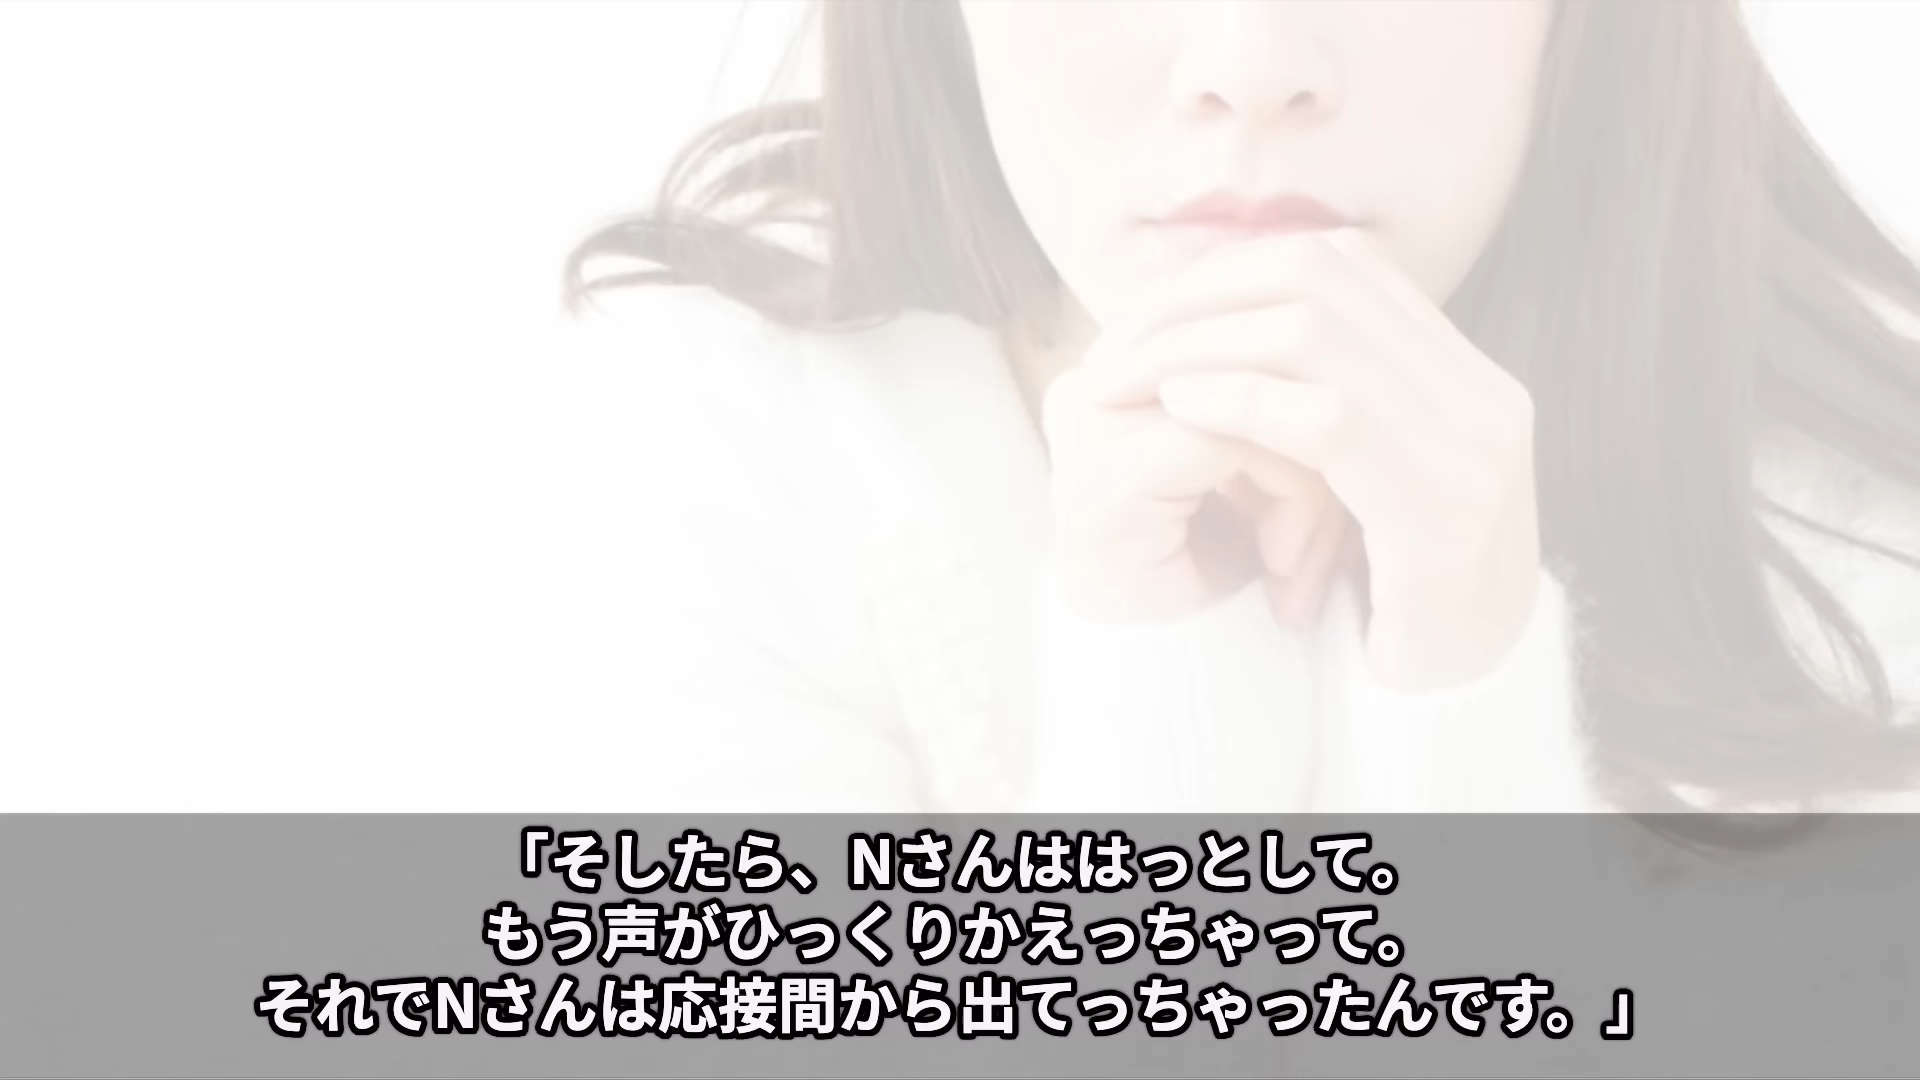 「そしたら、Nさんははっとして。
もう声がひっくりかえっちゃって。
それでNさんは応接間から出てっちゃったんです。」